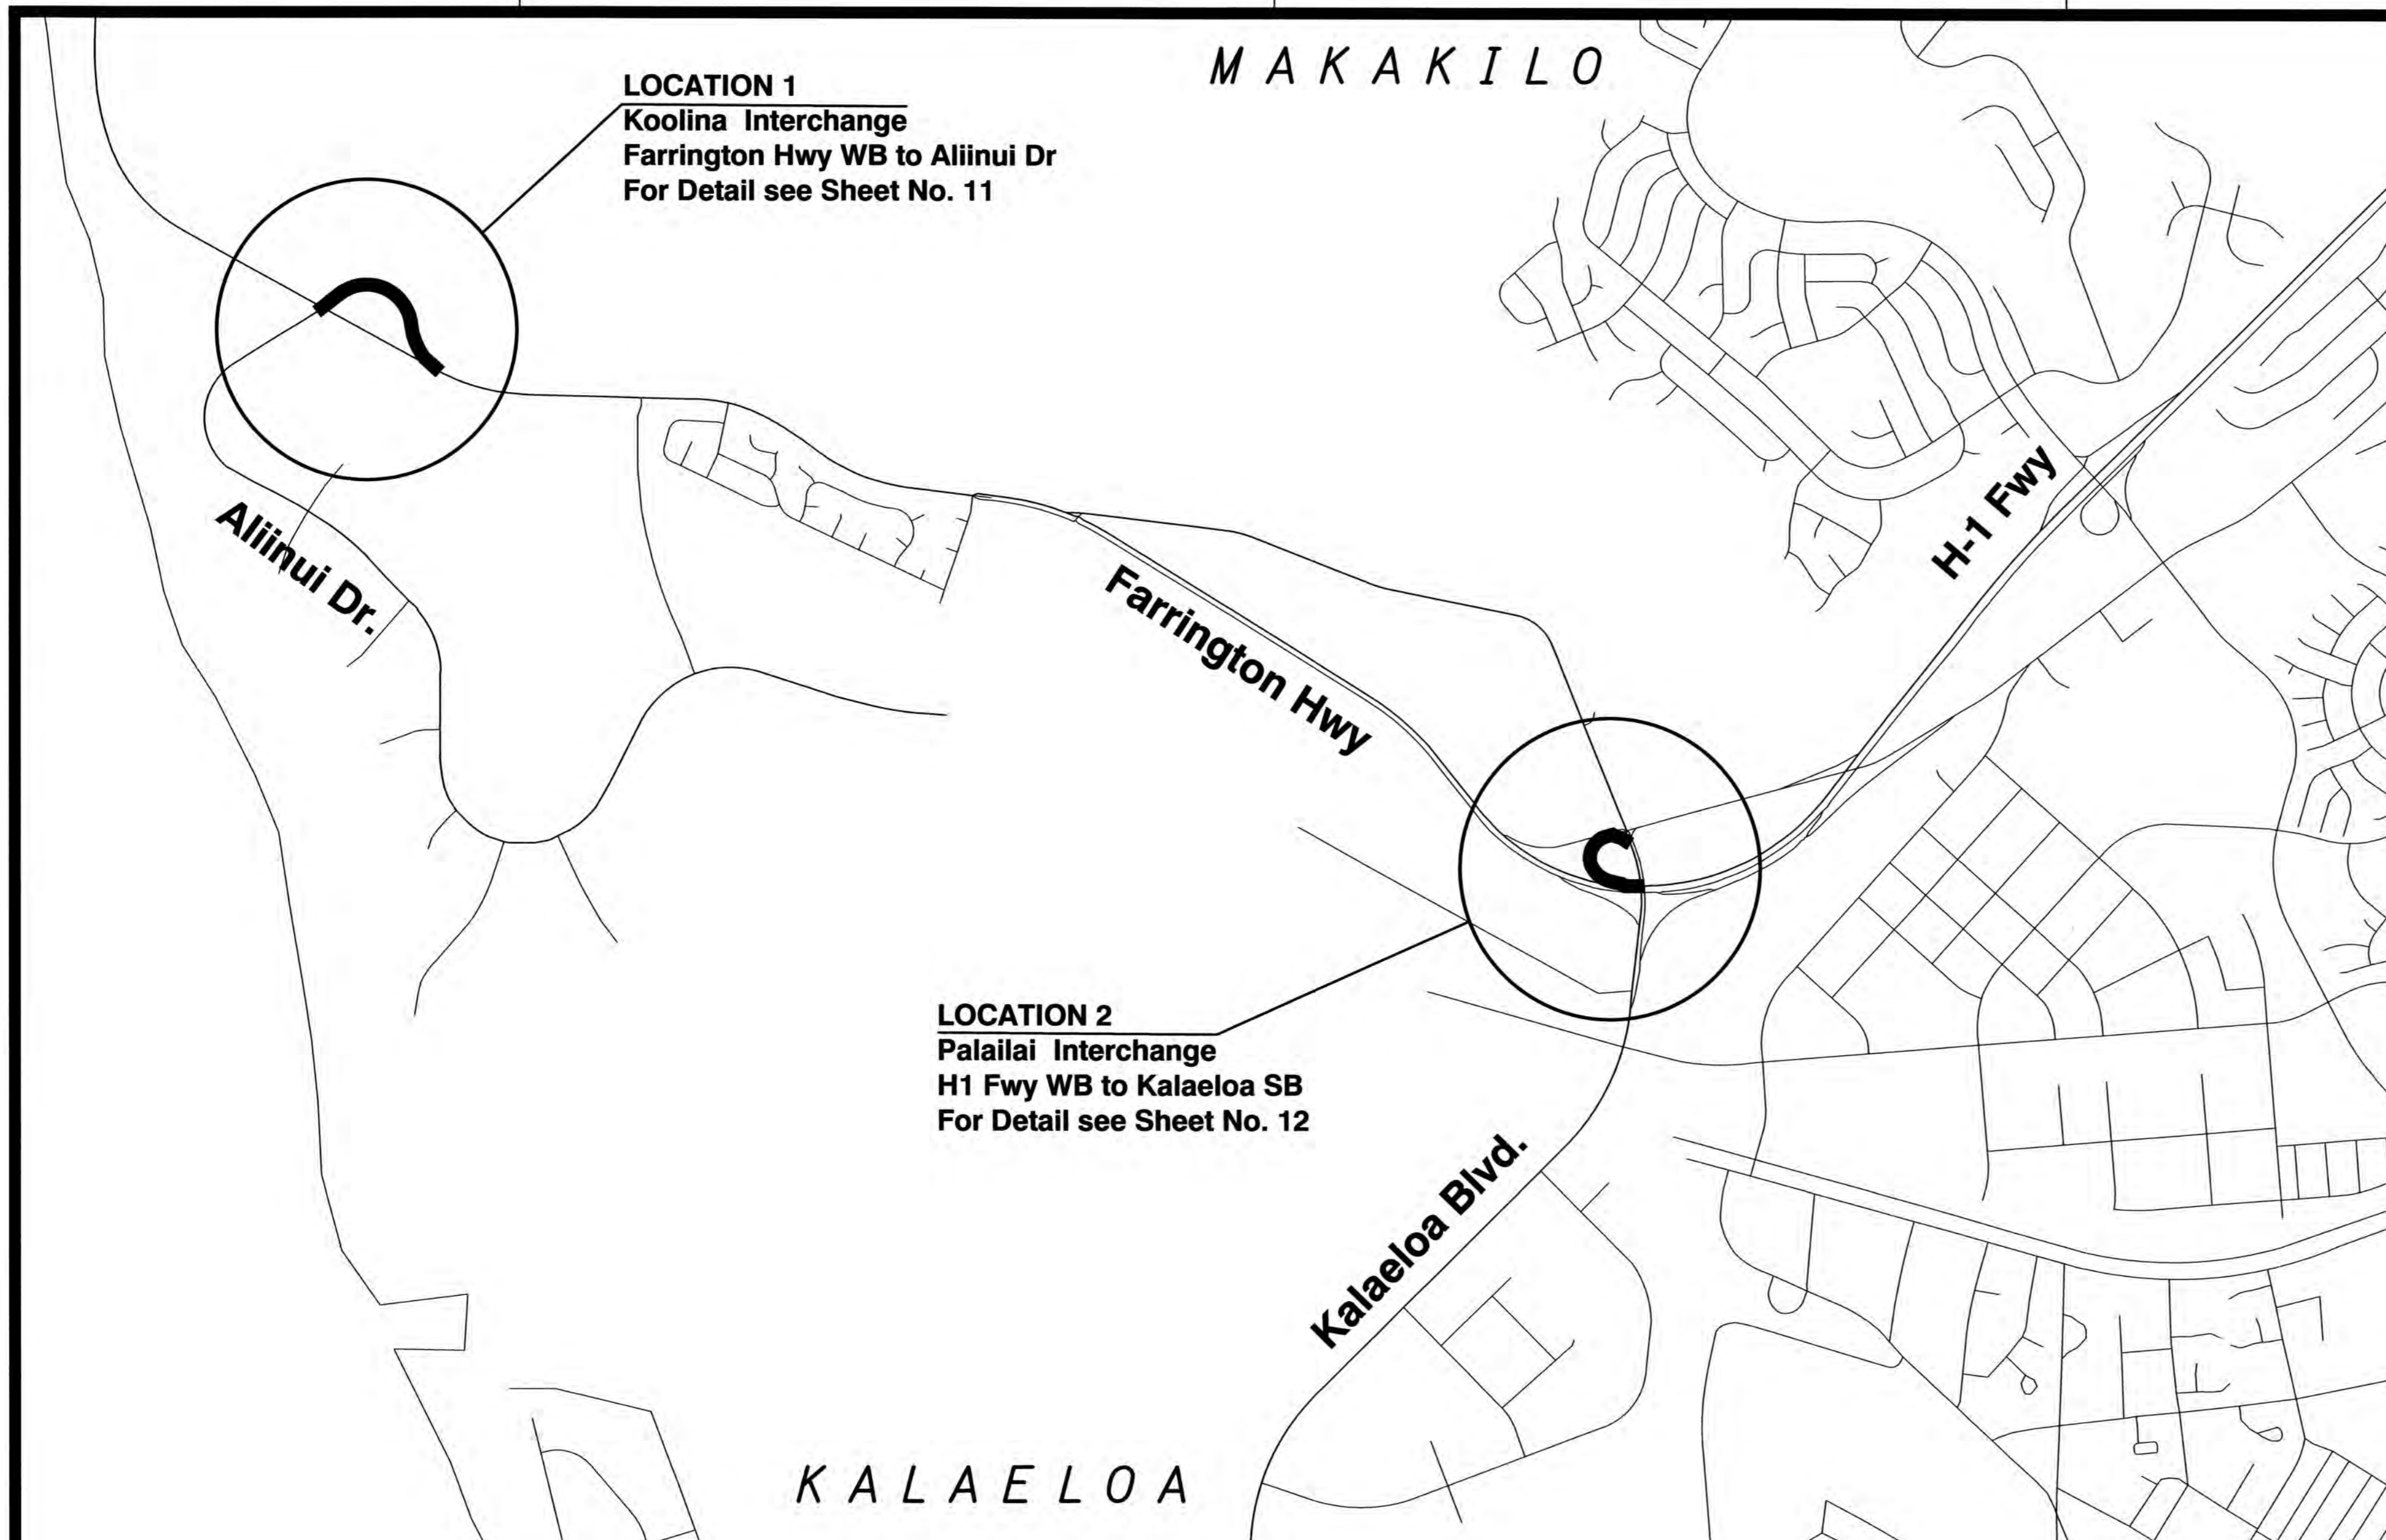 MAKAKILO
LOCATION 1
Koolina Interchange
Farrington Hwy WB to Aliinui Dr
For Detail see Sheet No. 11
H-1 Fwy
Aliinui Dr.
Farrington Hwy
LOCATION 2
Palailai Interchange
H1 Fwy WB to Kalaeloa SB
For Detail see Sheet No. 12
Kalaeloa Blvd.
KALAELOA